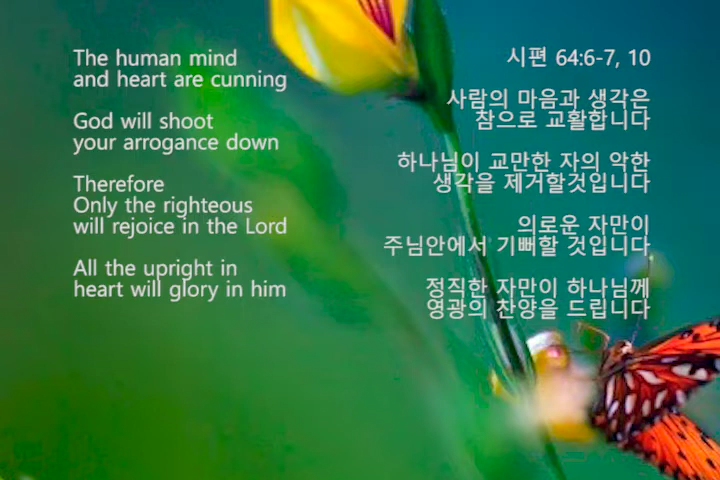 The human mind
and heart are cunning
God will shoot
your arrogance down
Therefore
Only the righteous
will rejoice in the Lord
All the upright in
heart will glory in him
시편 64:6-7, 10
사람의 마음과 생각은
참으로 교활합니다
하나님이 교만한 자의 악한
생각을 제거할것입니다
의로운 자만이
주님안에서 기뻐할 것입니다
정직한 자만이 하나님께
영광의 찬양을 드립니다